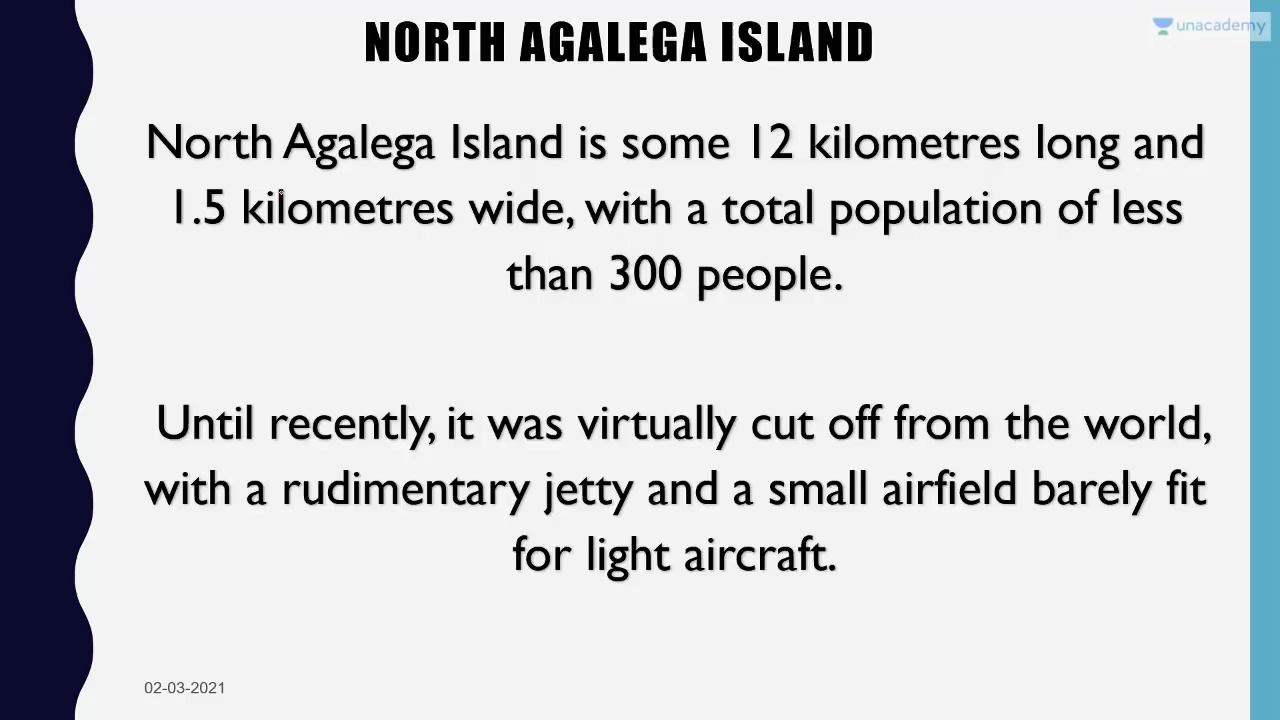 NORTH AGALEGA ISLAND
unacademy
North Agalega Island is some 12 kilometres long and
1.5 kilometres wide, with a total population of less
than 300 people.
Until recently, it was virtually cut off from the world,
with a rudimentary jetty and a small airfield barely fit
for light aircraft.
02-03-2021